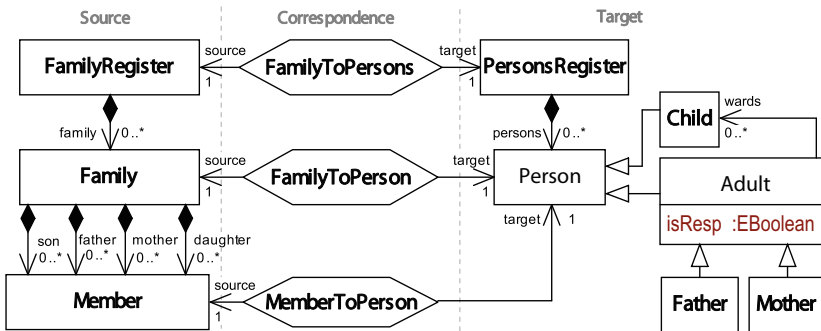 Source Correspondence Target
source target
FamilyRegister FamilyToPersons PersonsRegister
1 1
wards
Child
family 0..* persons 0..* 0..*
source target
Family FamilyToPerson Person Adult
1 1
target 1
isResp :EBoolean
son father mother daughter
0..* 0..* 0..* 0..*
source
Member MemberToPerson Father Mother
1